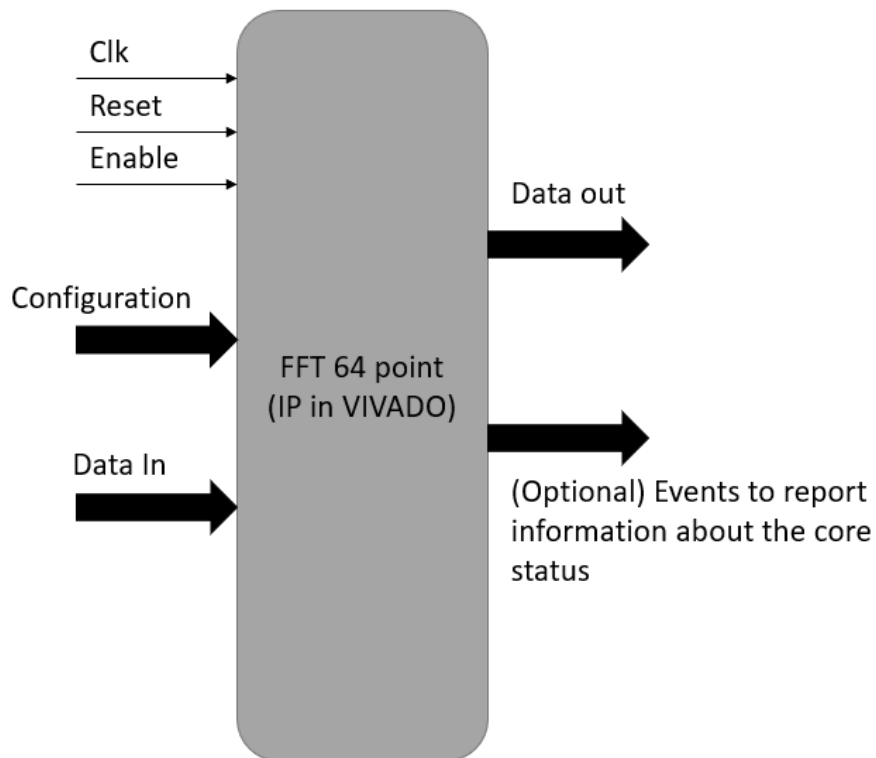 Clk
Reset
Enable
Configuration
Data In
FFT 64 point
(IP in VIVADO)
Data out
(Optional) Events to report
information about the core
status